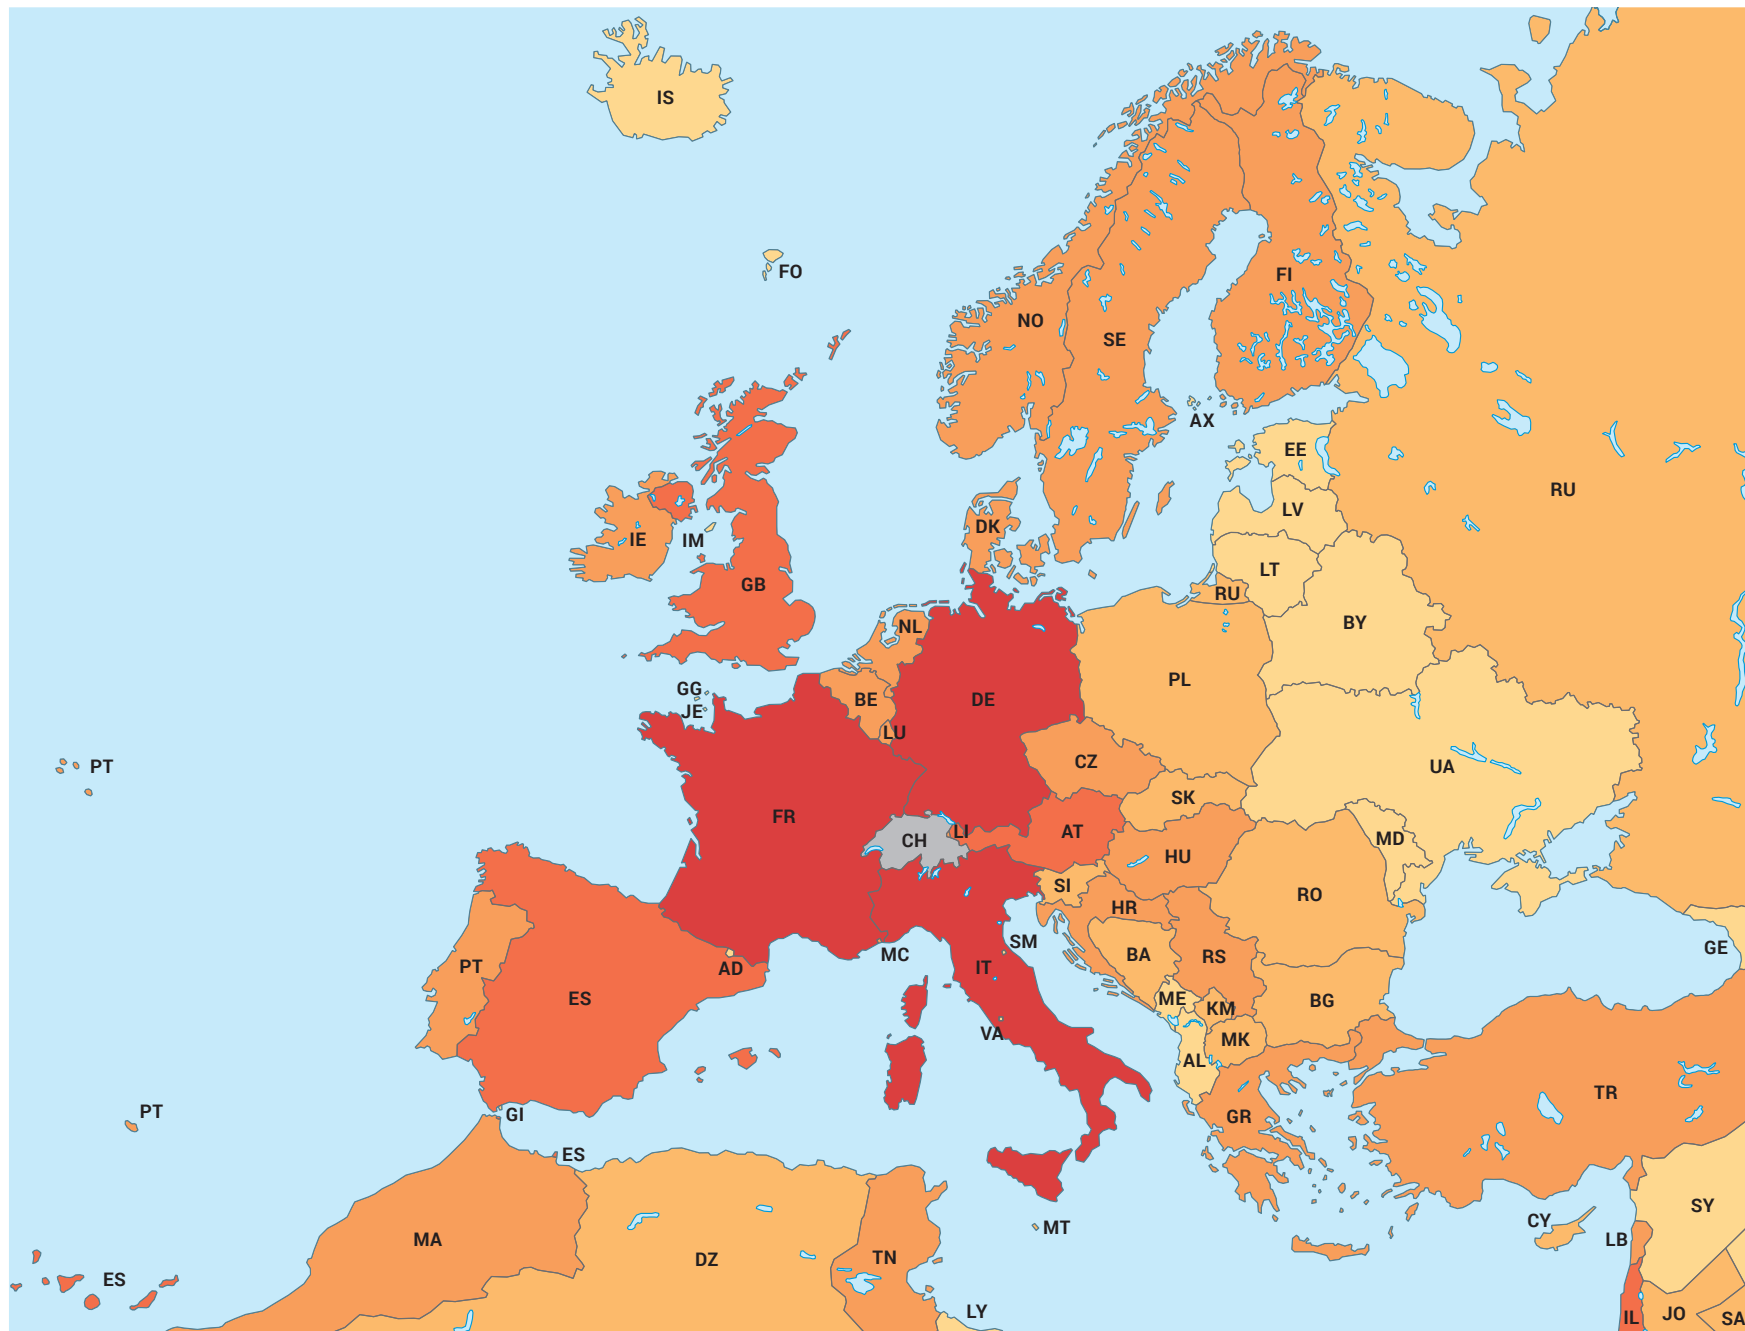 IS
FO
FI
NO
SE
AX
EE
RU
LV
DK
IE
IM
LT
GB
RU
BY
NL
PL
GG
BE
DE
JE
LU
CZ
PT
UA
SK
FR
LI
AT
CH
MD
HU
SI
RO
HR
SM
GE
MC
BA
RS
PT
AD
IT
ES
ME
KM
BG
VA
MK
AL
TR
PT
GI
GR
ES
SY
CY
MT
LB
MA
DZ
TN
ES
LY
IL
JO
SA